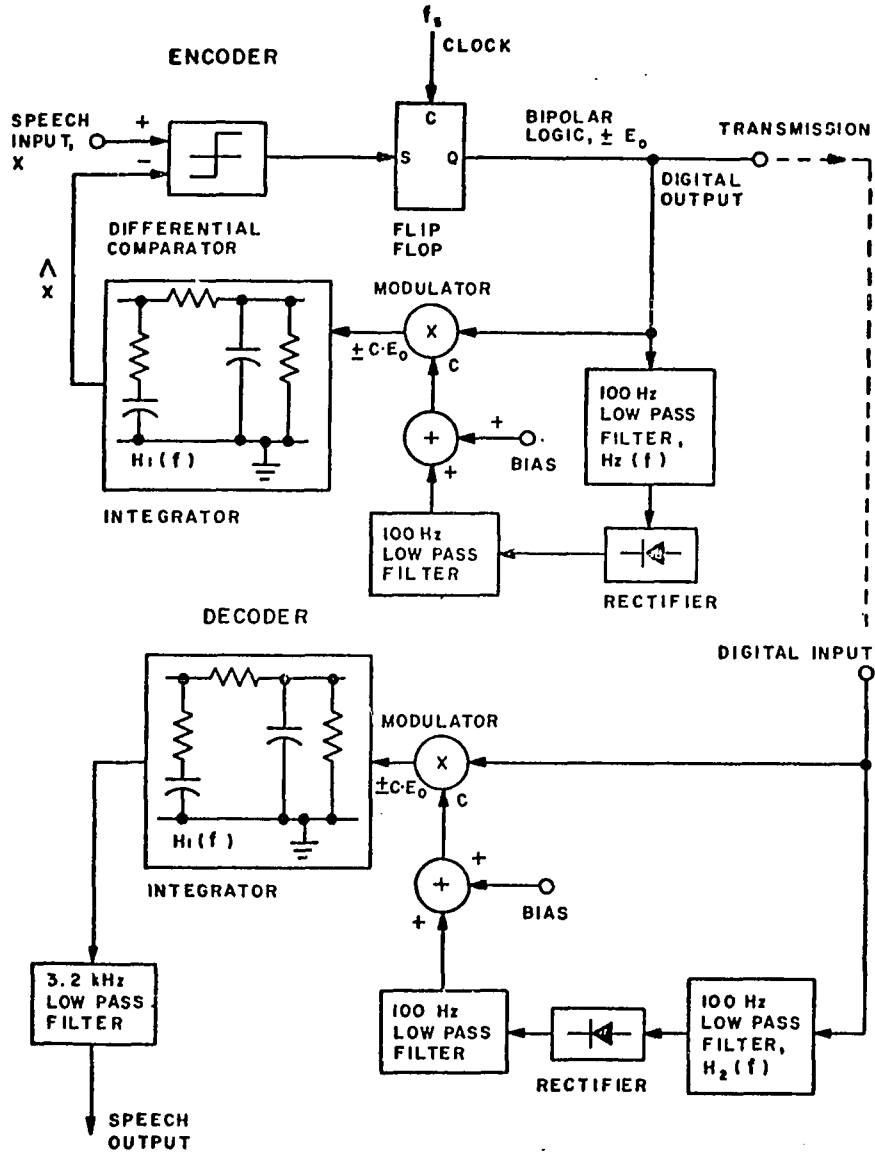 fs
CLOCK
ENCODER
SPEECH
INPUT,
X
+
−
C
S
Q
BIPOLAR
LOGIC, ± E₀
TRANSMISSION
DIGITAL
OUTPUT
DIFFERENTIAL
COMPARATOR
FLIP
FLOP
^
X
MODULATOR
X
± C·E₀
C
H₁(f)
INTEGRATOR
+
+
+
BIAS
100 Hz
LOW PASS
FILTER,
Hz (f)
100 Hz
LOW PASS
FILTER
RECTIFIER
DECODER
DIGITAL INPUT
MODULATOR
X
±C·E₀
C
H₁(f)
INTEGRATOR
+
+
+
BIAS
3.2 kHz
LOW PASS
FILTER
100 Hz
LOW PASS
FILTER
RECTIFIER
100 Hz
LOW PASS
FILTER,
H₂(f)
SPEECH
OUTPUT